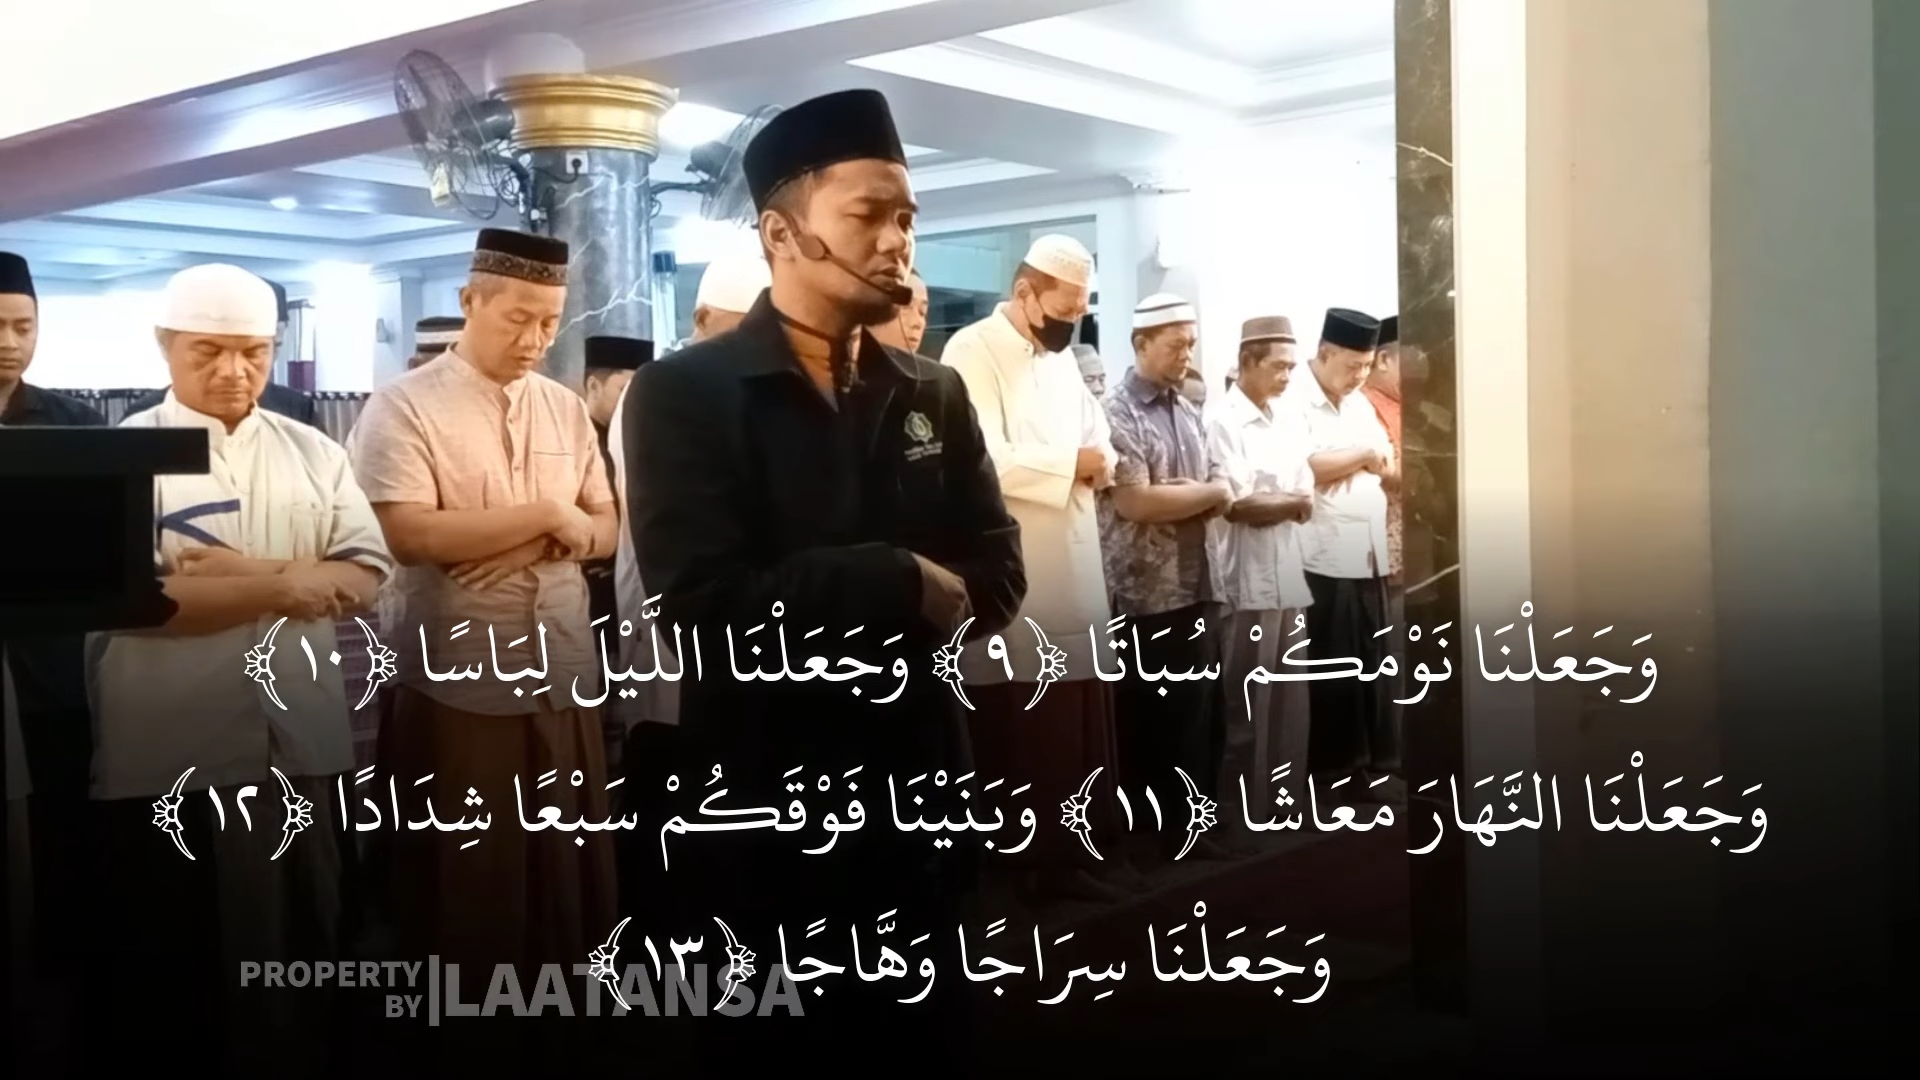 وَجَعَلْنَا نَوْمَكُمْ سُبَاتًا ﴿٩﴾ وَجَعَلْنَا اللَّيْلَ لِبَاسًا ﴿١٠﴾
وَجَعَلْنَا النَّهَارَ مَعَاشًا ﴿١١﴾ وَبَنَيْنَا فَوْقَكُمْ سَبْعًا شِدَادًا ﴿١٢﴾
وَجَعَلْنَا سِرَاجًا وَهَّاجًا ﴿١٣﴾
PROPERTY
BY
LAATANSA